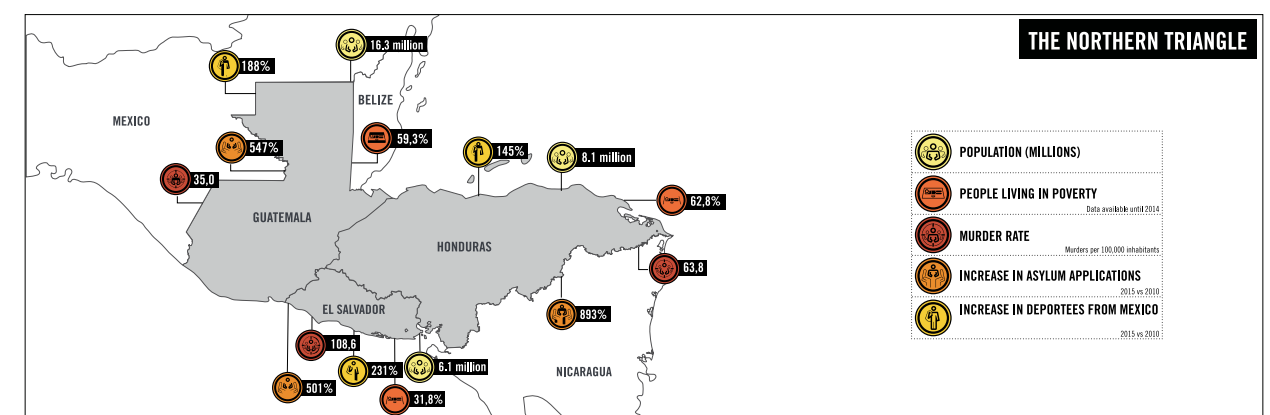 THE NORTHERN TRIANGLE
16.3 million
188%
BELIZE
MEXICO
59,3%
547%
145%
8.1 million
35,0
62,8%
GUATEMALA
HONDURAS
63,8
EL SALVADOR
893%
108,6
231%
6.1 million
NICARAGUA
501%
31,8%
POPULATION (MILLIONS)
PEOPLE LIVING IN POVERTY
Data available until 2014
MURDER RATE
Murders per 100,000 inhabitants
INCREASE IN ASYLUM APPLICATIONS
2015 vs 2010
INCREASE IN DEPORTEES FROM MEXICO
2015 vs 2010